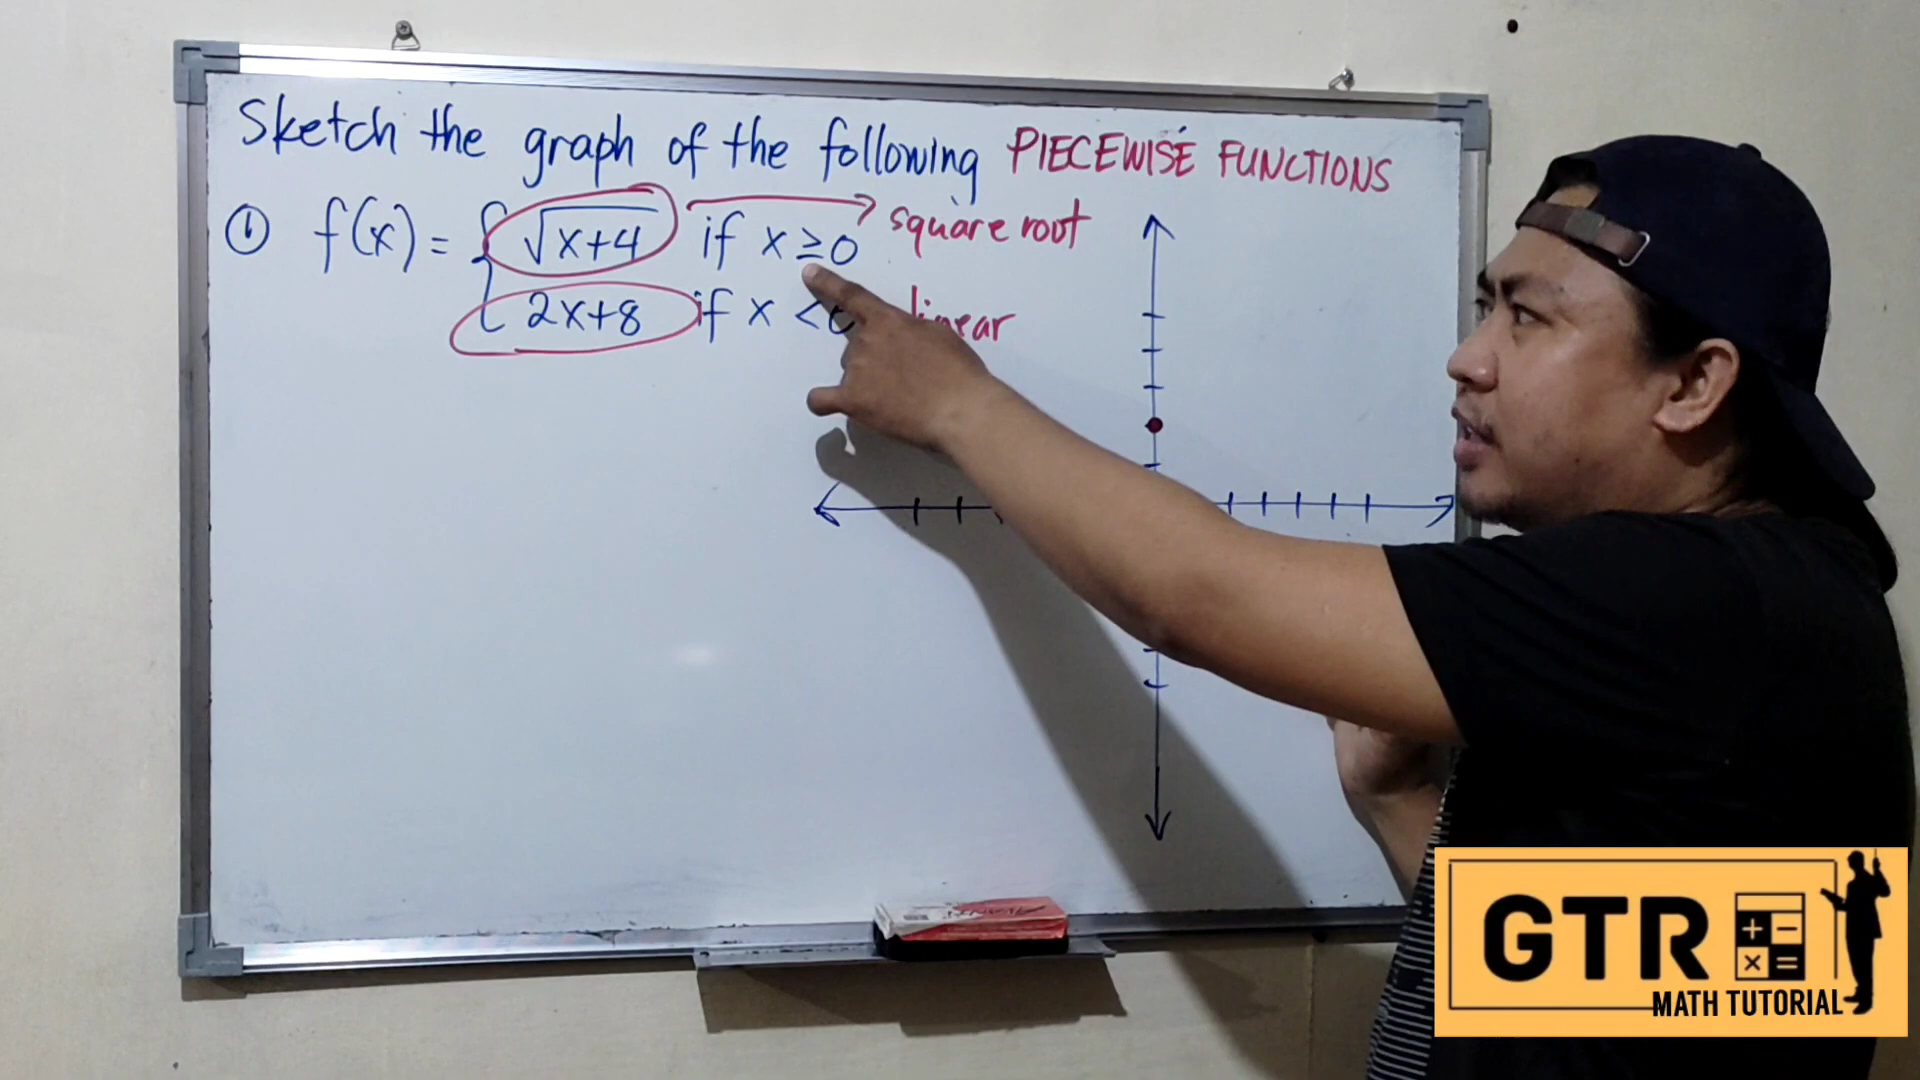 Sketch the graph of the following PIECEWISE FUNCTIONS
① f(x) = { √x+4 if x ≥ 0 square root
2x+8 if x < 0 linear
GTR
+ −
× =
MATH TUTORIAL